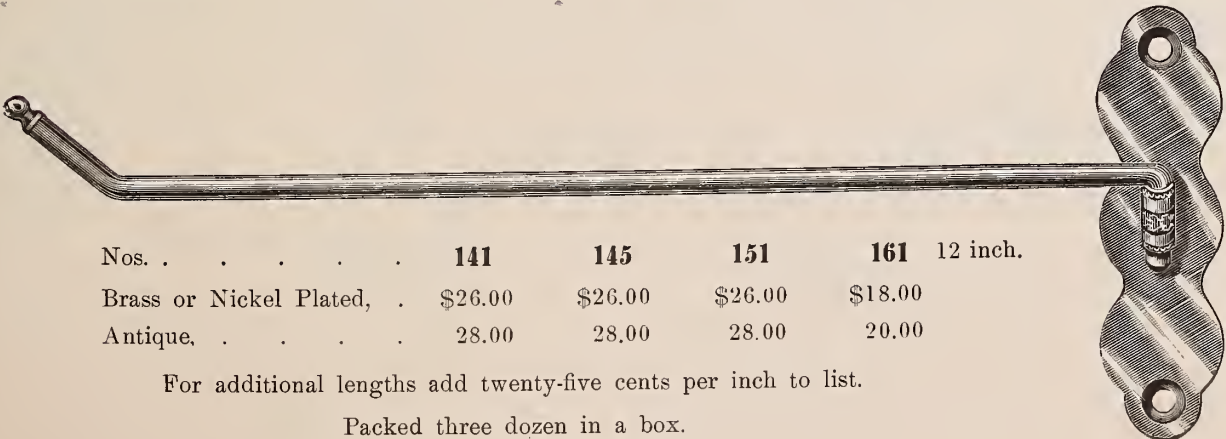 Nos. . . . . . . 141 145 151 161 12 inch.
Brass or Nickel Plated, . $26.00 $26.00 $26.00 $18.00
Antique, . . . . 28.00 28.00 28.00 20.00
For additional lengths add twenty-five cents per inch to list.
Packed three dozen in a box.